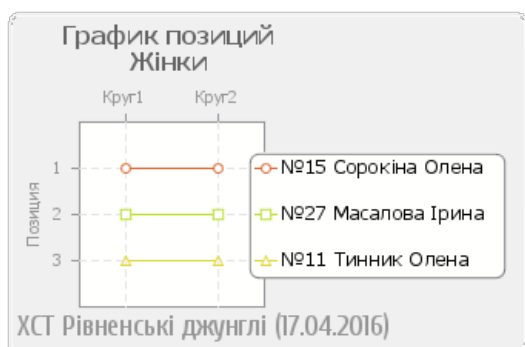 График позиций
Жінки
Круг1 Круг2
Позиция
1
2
3
№15 Сорокіна Олена
№27 Масалова Ірина
№11 Тинник Олена
ХСТ Рівненські джунглі (17.04.2016)